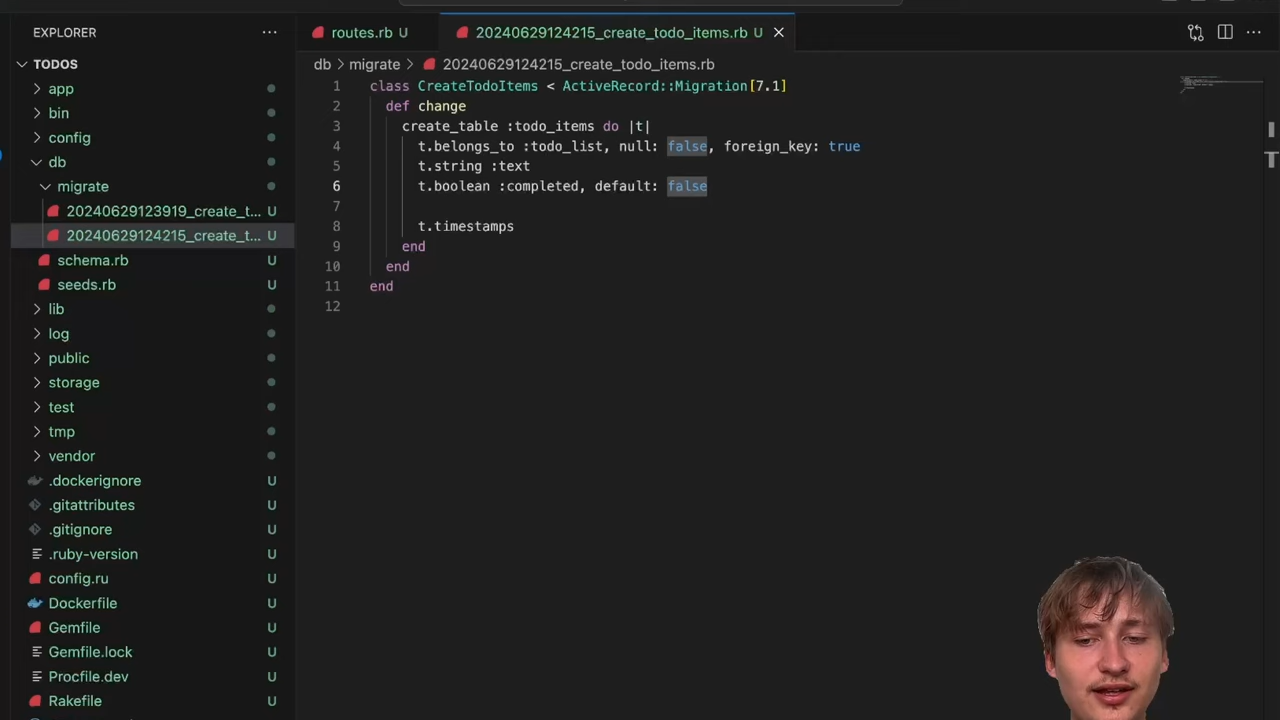 EXPLORER
TODOS
app
bin
config
db
migrate
20240629123919_create_t... U
20240629124215_create_t... U
schema.rb U
seeds.rb U
lib
log
public
storage
test
tmp
vendor
.dockerignore U
.gitattributes U
.gitignore U
.ruby-version U
config.ru U
Dockerfile U
Gemfile U
Gemfile.lock U
Procfile.dev U
Rakefile U
routes.rb U
20240629124215_create_todo_items.rb U
db > migrate > 20240629124215_create_todo_items.rb
1 class CreateTodoItems < ActiveRecord::Migration[7.1]
2 def change
3 create_table :todo_items do |t|
4 t.belongs_to :todo_list, null: false, foreign_key: true
5 t.string :text
6 t.boolean :completed, default: false
7
8 t.timestamps
9 end
10 end
11 end
12